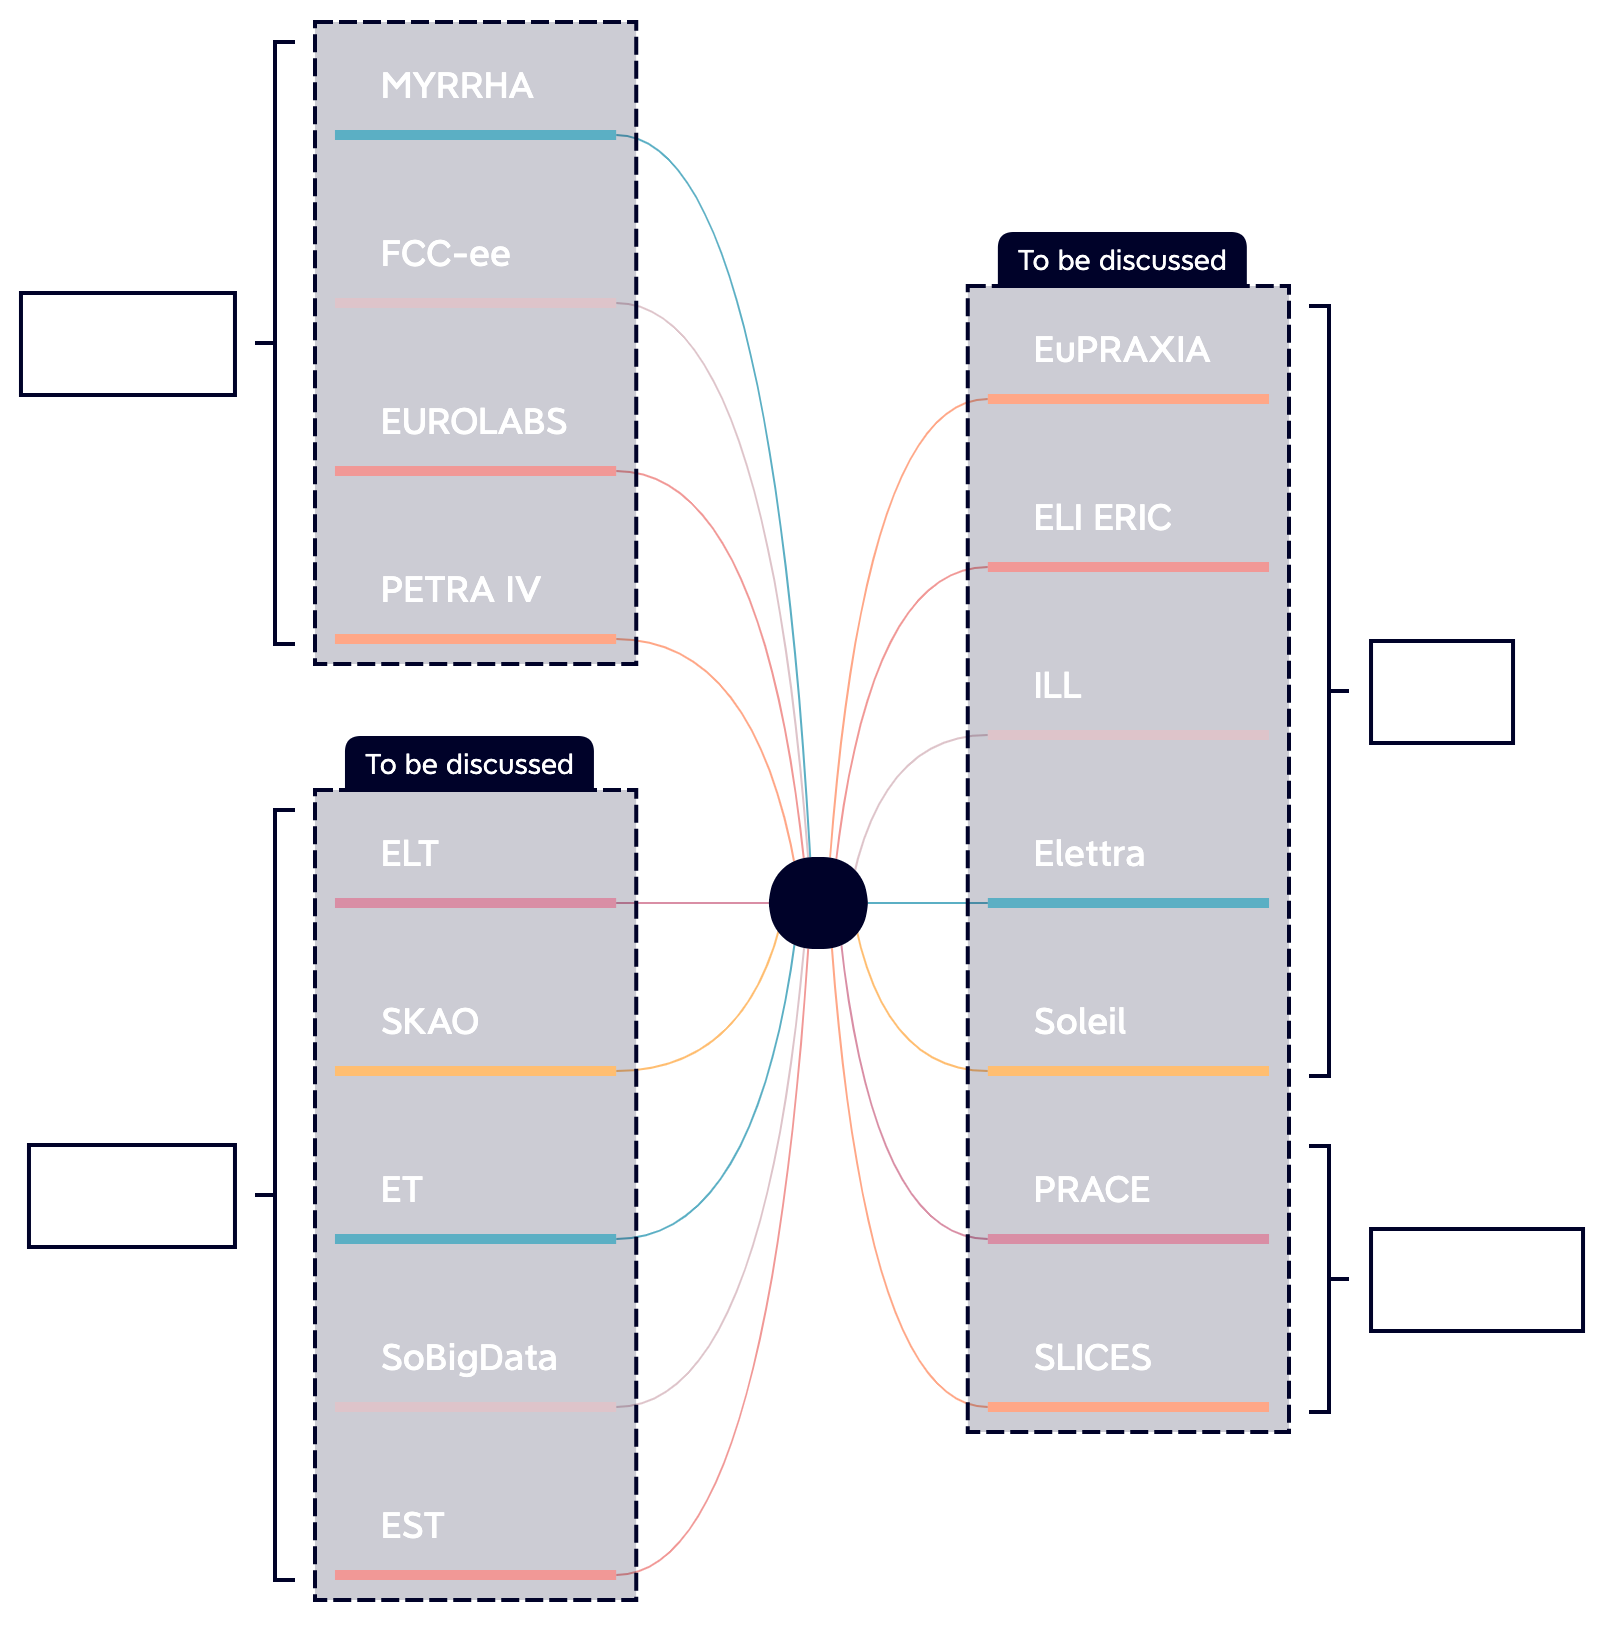 MYRRHA
FCC-ee
EUROLABS
PETRA IV
To be discussed
ELT
SKAO
ET
SoBigData
EST
To be discussed
EuPRAXIA
ELI ERIC
ILL
Elettra
Soleil
PRACE
SLICES